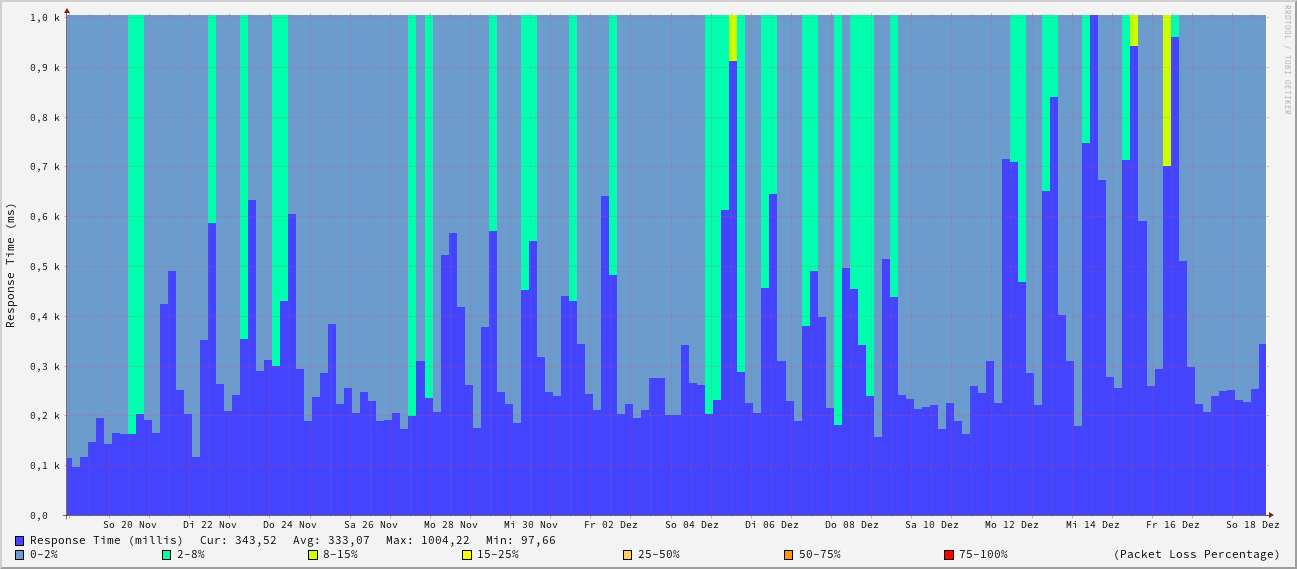 RRDTOOL / TOBI OETIKER
Response Time (ms)
1,0 k
0,9 k
0,8 k
0,7 k
0,6 k
0,5 k
0,4 k
0,3 k
0,2 k
0,1 k
0,0
So 20 Nov Di 22 Nov Do 24 Nov Sa 26 Nov Mo 28 Nov Mi 30 Nov Fr 02 Dez So 04 Dez Di 06 Dez Do 08 Dez Sa 10 Dez Mo 12 Dez Mi 14 Dez Fr 16 Dez So 18 Dez
Response Time (millis) Cur: 343,52 Avg: 333,07 Max: 1004,22 Min: 97,66
0-2% 2-8% 8-15% 15-25% 25-50% 50-75% 75-100% (Packet Loss Percentage)